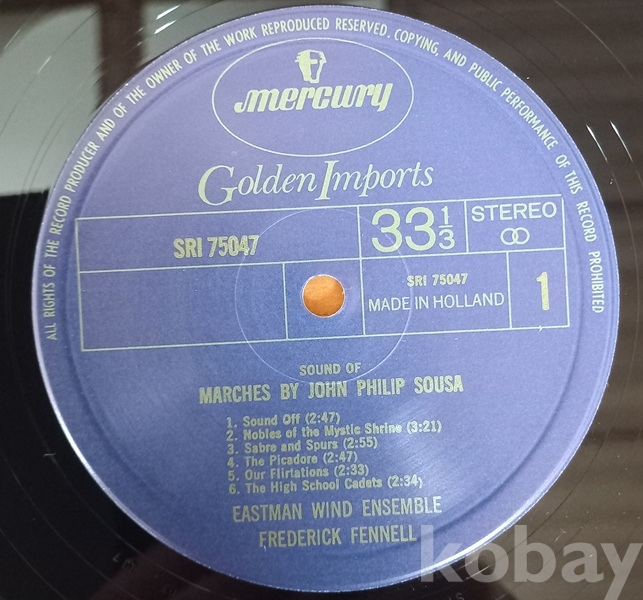 ALL RIGHTS OF THE RECORD PRODUCER AND OF THE OWNER OF THE WORK REPRODUCED RESERVED. COPYING, AND PUBLIC PERFORMANCE OF THIS RECORD PROHIBITED
mercury
Golden Imports
SRI 75047
33 1/3
STEREO
SRI 75047
MADE IN HOLLAND
1
SOUND OF
MARCHES BY JOHN PHILIP SOUSA
1. Sound Off (2:47)
2. Nobles of the Mystic Shrine (3:21)
3. Sabre and Spurs (2:55)
4. The Picadore (2:47)
5. Our Flirtations (2:33)
6. The High School Cadets (2:34)
EASTMAN WIND ENSEMBLE
FREDERICK FENNELL
kobay